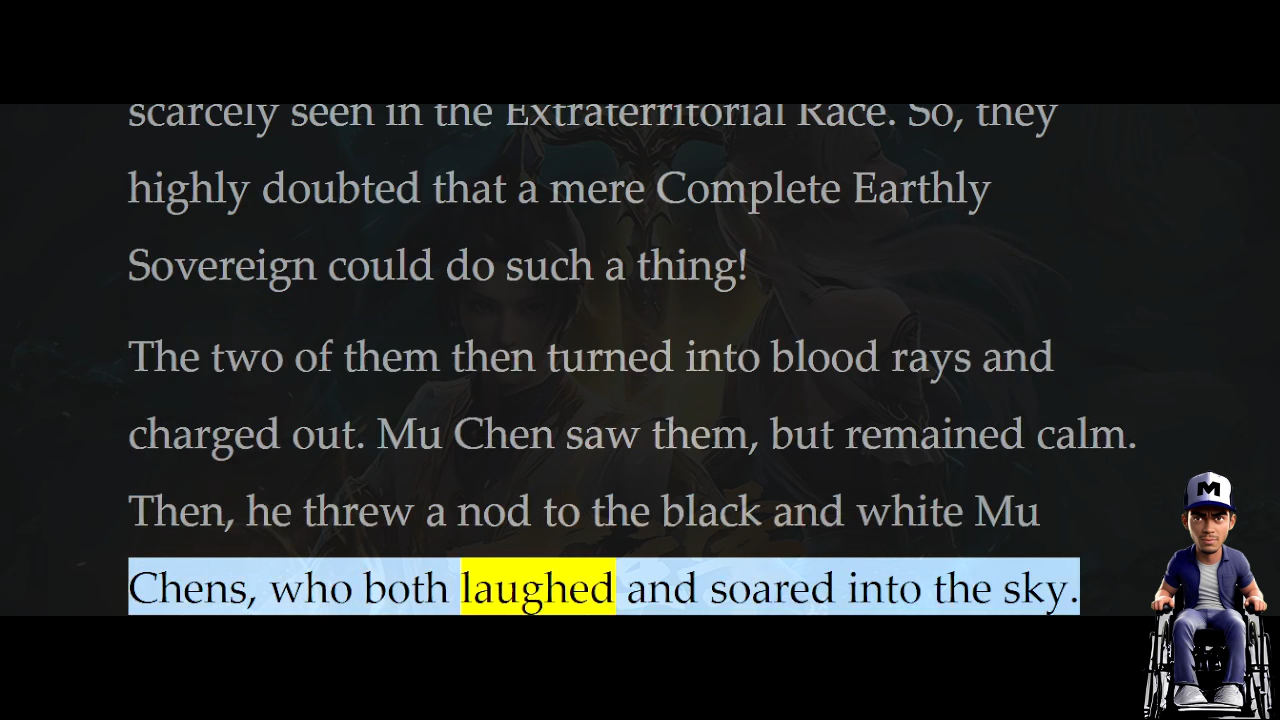 scarcely seen in the Extraterritorial Race. So, they
highly doubted that a mere Complete Earthly
Sovereign could do such a thing!
The two of them then turned into blood rays and
charged out. Mu Chen saw them, but remained calm.
Then, he threw a nod to the black and white Mu
Chens, who both laughed and soared into the sky.
M